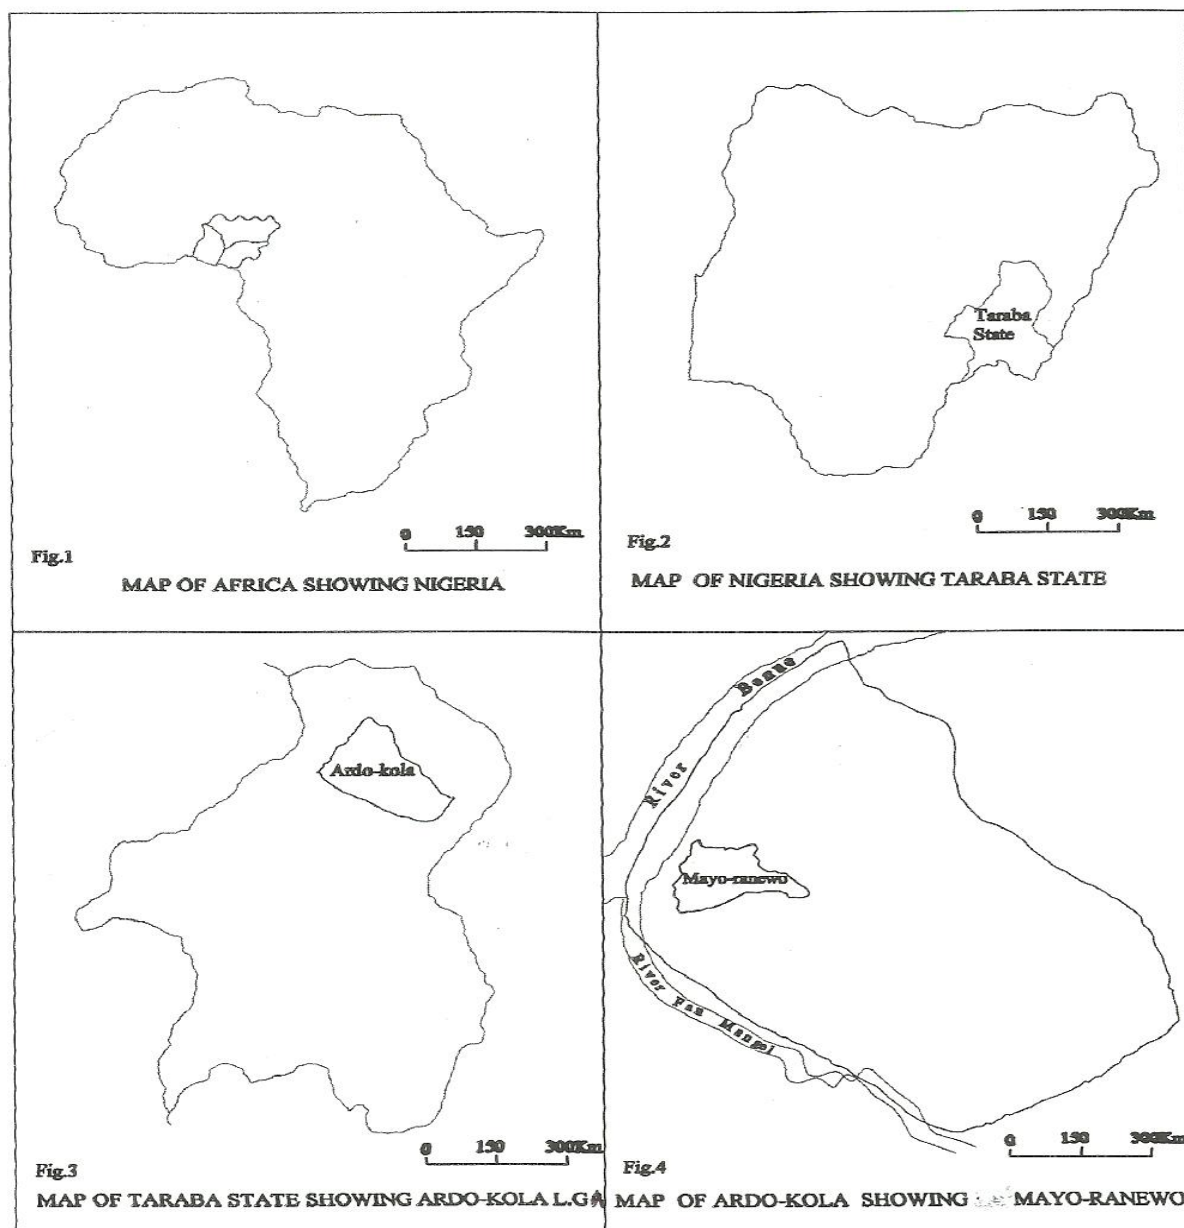 0 150 300Km
Fig.1
MAP OF AFRICA SHOWING NIGERIA
Taraba
State
0 150 300Km
Fig.2
MAP OF NIGERIA SHOWING TARABA STATE
Ardo-kola
0 150 300Km
Fig.3
MAP OF TARABA STATE SHOWING ARDO-KOLA L.GA
River Benue
Mayo-ranewo
River Fan Mangel
0 150 300Km
Fig.4
MAP OF ARDO-KOLA SHOWING MAYO-RANEWO